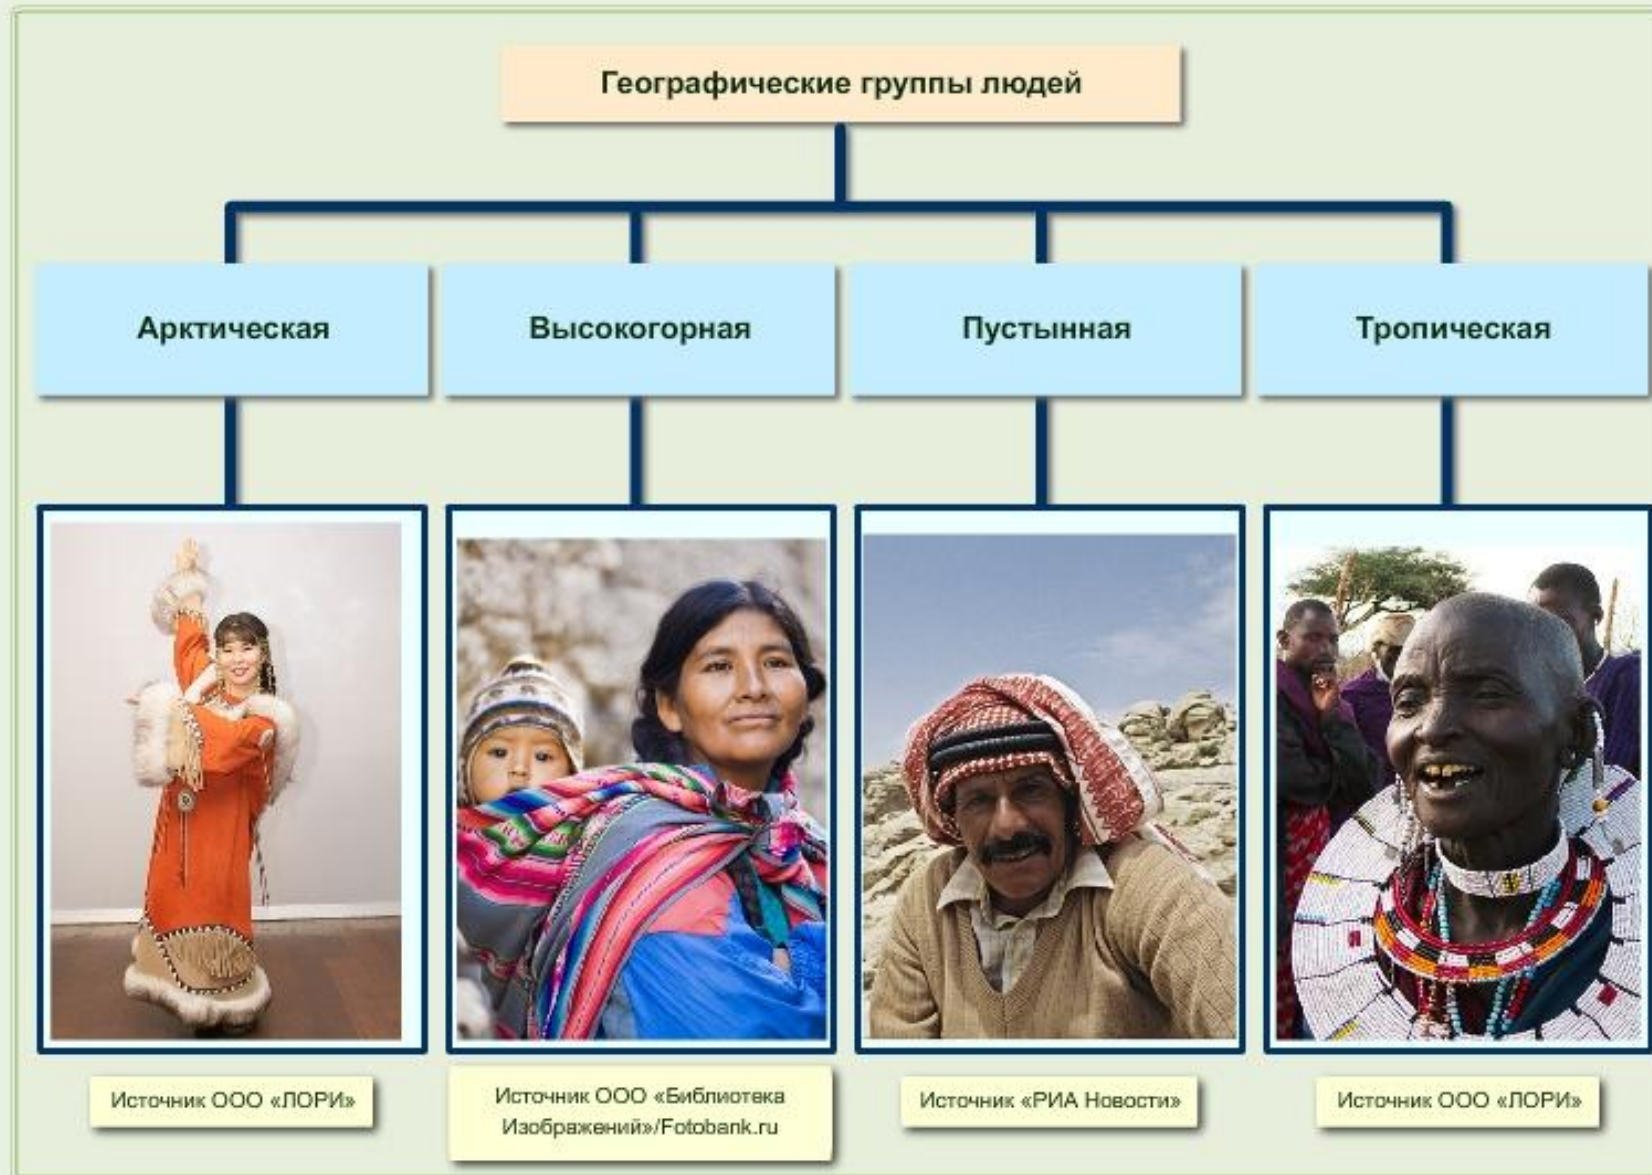 Географические группы людей
Арктическая
Высокогорная
Пустынная
Тропическая
Источник ООО «ЛОРИ»
Источник ООО «Библиотека
Изображений»/Fotobank.ru
Источник «РИА Новости»
Источник ООО «ЛОРИ»